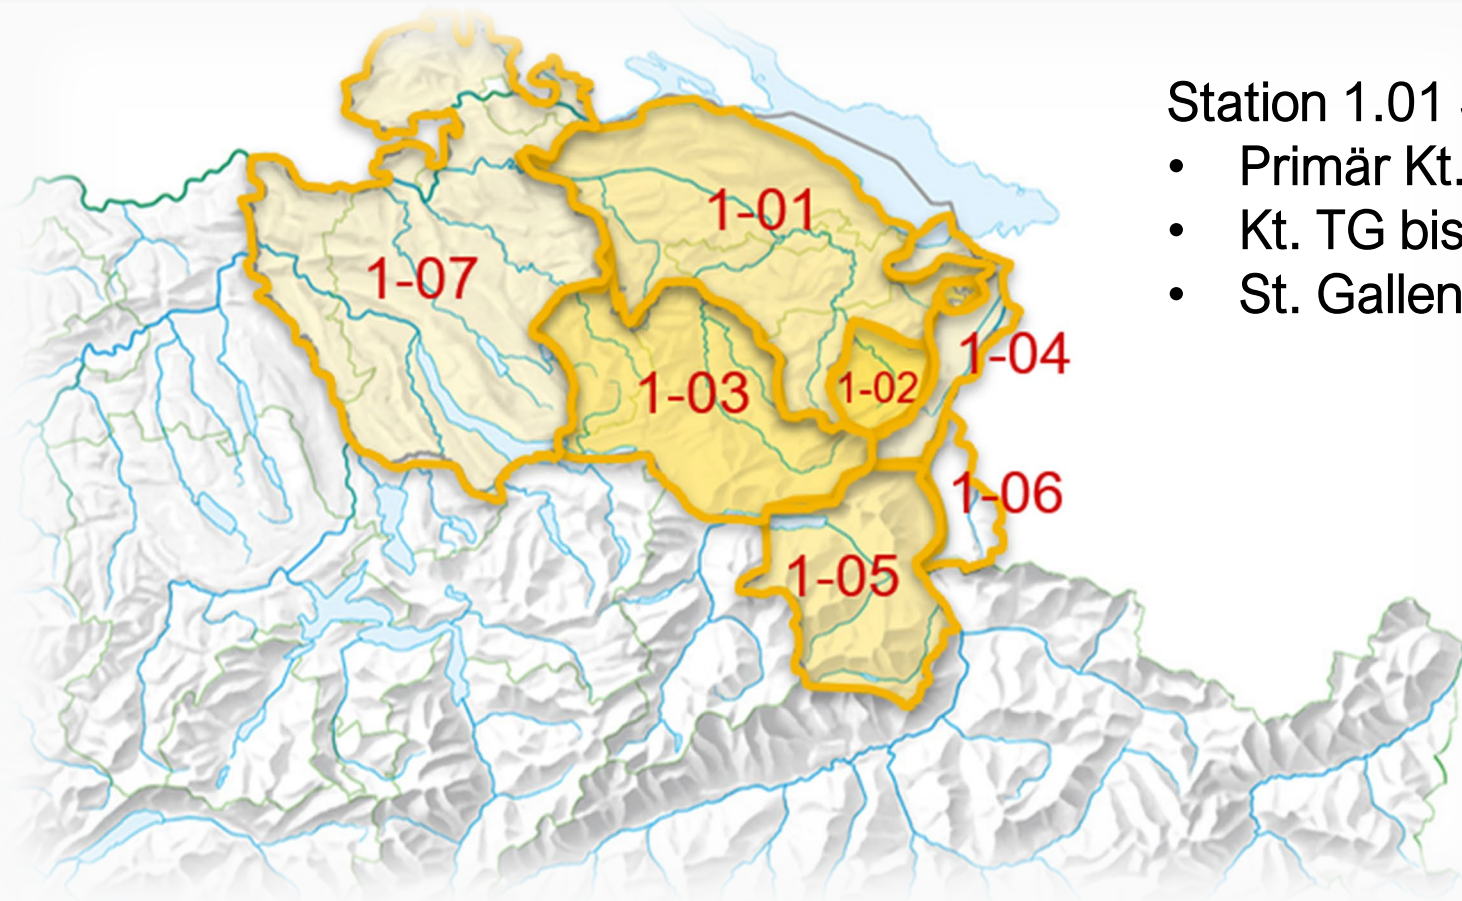 Station 1.01
• Primär Kt.
• Kt. TG bis
• St. Gallen
1-01
1-07
1-04
1-03
1-02
1-06
1-05